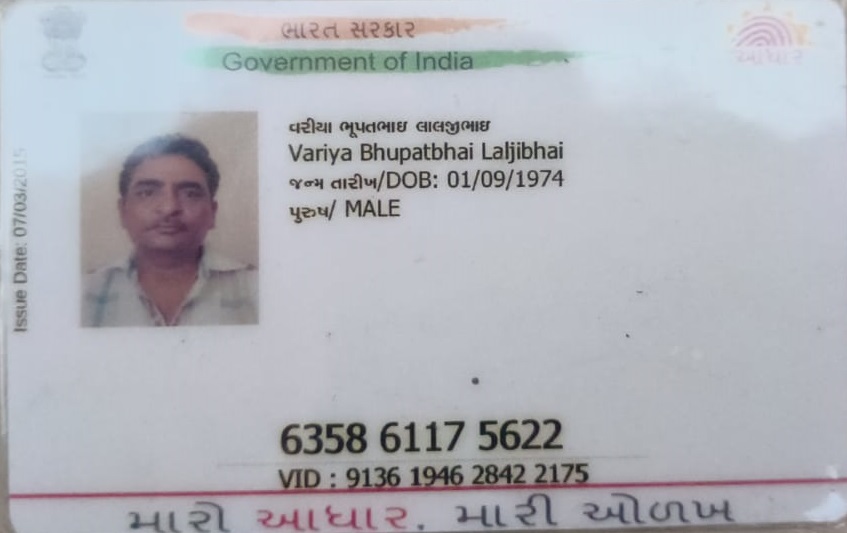 ભારત સરકાર
Government of India
આધાર
વરીયા ભૂપતભાઇ લાલજીભાઇ
Variya Bhupatbhai Laljibhai
જન્મ તારીખ/DOB: 01/09/1974
પુરુષ/ MALE
Issue Date: 07/03/2015
6358 6117 5622
VID : 9136 1946 2842 2175
મારો આધાર, મારી ઓળખ